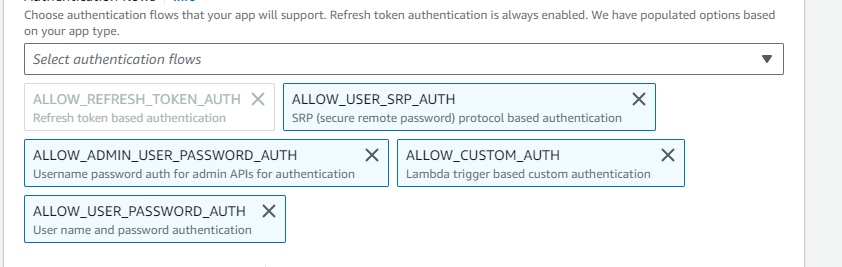 Choose authentication flows that your app will support. Refresh token authentication is always enabled. We have populated options based
on your app type.
Select authentication flows
ALLOW_REFRESH_TOKEN_AUTH
Refresh token based authentication
ALLOW_USER_SRP_AUTH
SRP (secure remote password) protocol based authentication
ALLOW_ADMIN_USER_PASSWORD_AUTH
Username password auth for admin APIs for authentication
ALLOW_CUSTOM_AUTH
Lambda trigger based custom authentication
ALLOW_USER_PASSWORD_AUTH
User name and password authentication